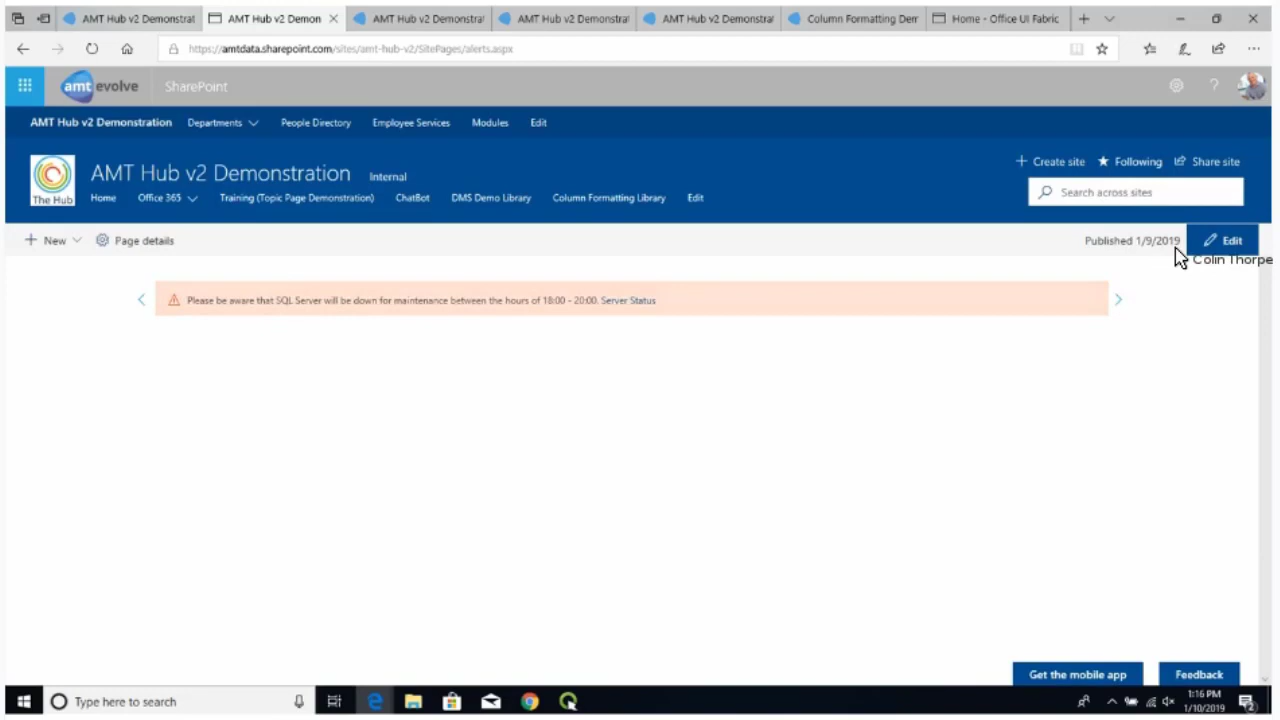 AMT Hub v2 Demonstrat
AMT Hub v2 Demon
AMT Hub v2 Demonstrat
AMT Hub v2 Demonstrat
AMT Hub v2 Demonstrat
Column Formatting Dem
Home - Office UI Fabric
https://amtdata.sharepoint.com/sites/amt-hub-v2/SitePages/alerts.aspx
amt evolve SharePoint ?
AMT Hub v2 Demonstration Departments People Directory Employee Services Modules Edit
Create site Following Share site
AMT Hub v2 Demonstration Internal
The Hub
Search across sites
Home Office 365 Training (Topic Page Demonstration) ChatBot DMS Demo Library Column Formatting Library Edit
New Page details Published 1/9/2019 Edit
Colin Thorpe
Please be aware that SQL Server will be down for maintenance between the hours of 18:00 - 20:00. Server Status
Get the mobile app Feedback
Type here to search
1:16 PM
1/10/2019
2